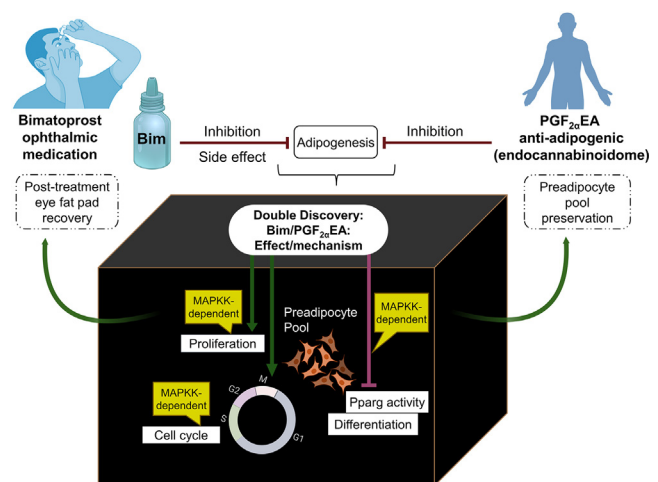 Bimatoprost
ophthalmic
medication
Bim
Inhibition
Side effect
Adipogenesis
Inhibition
PGF₂αEA
anti-adipogenic
(endocannabinoidome)
Post-treatment
eye fat pad
recovery
Preadipocyte
pool
preservation
Double Discovery:
Bim/PGF₂αEA:
Effect/mechanism
MAPKK-
dependent
Proliferation
Preadipocyte
Pool
MAPKK-
dependent
MAPKK-
dependent
Cell cycle
M
G2
S
G1
Pparg activity
Differentiation